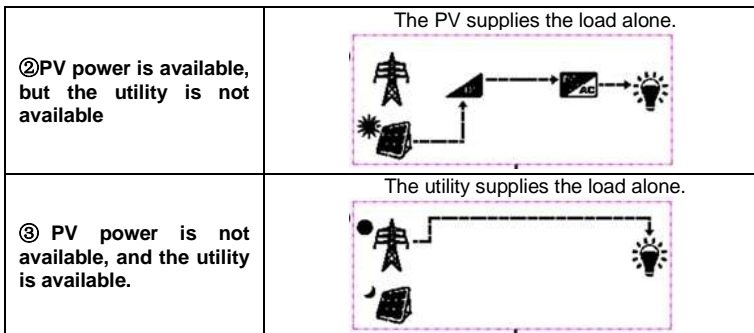 The PV supplies the load alone.
②PV power is available,
but the utility is not
available
AC
The utility supplies the load alone.
③ PV power is not
available, and the utility
is available.